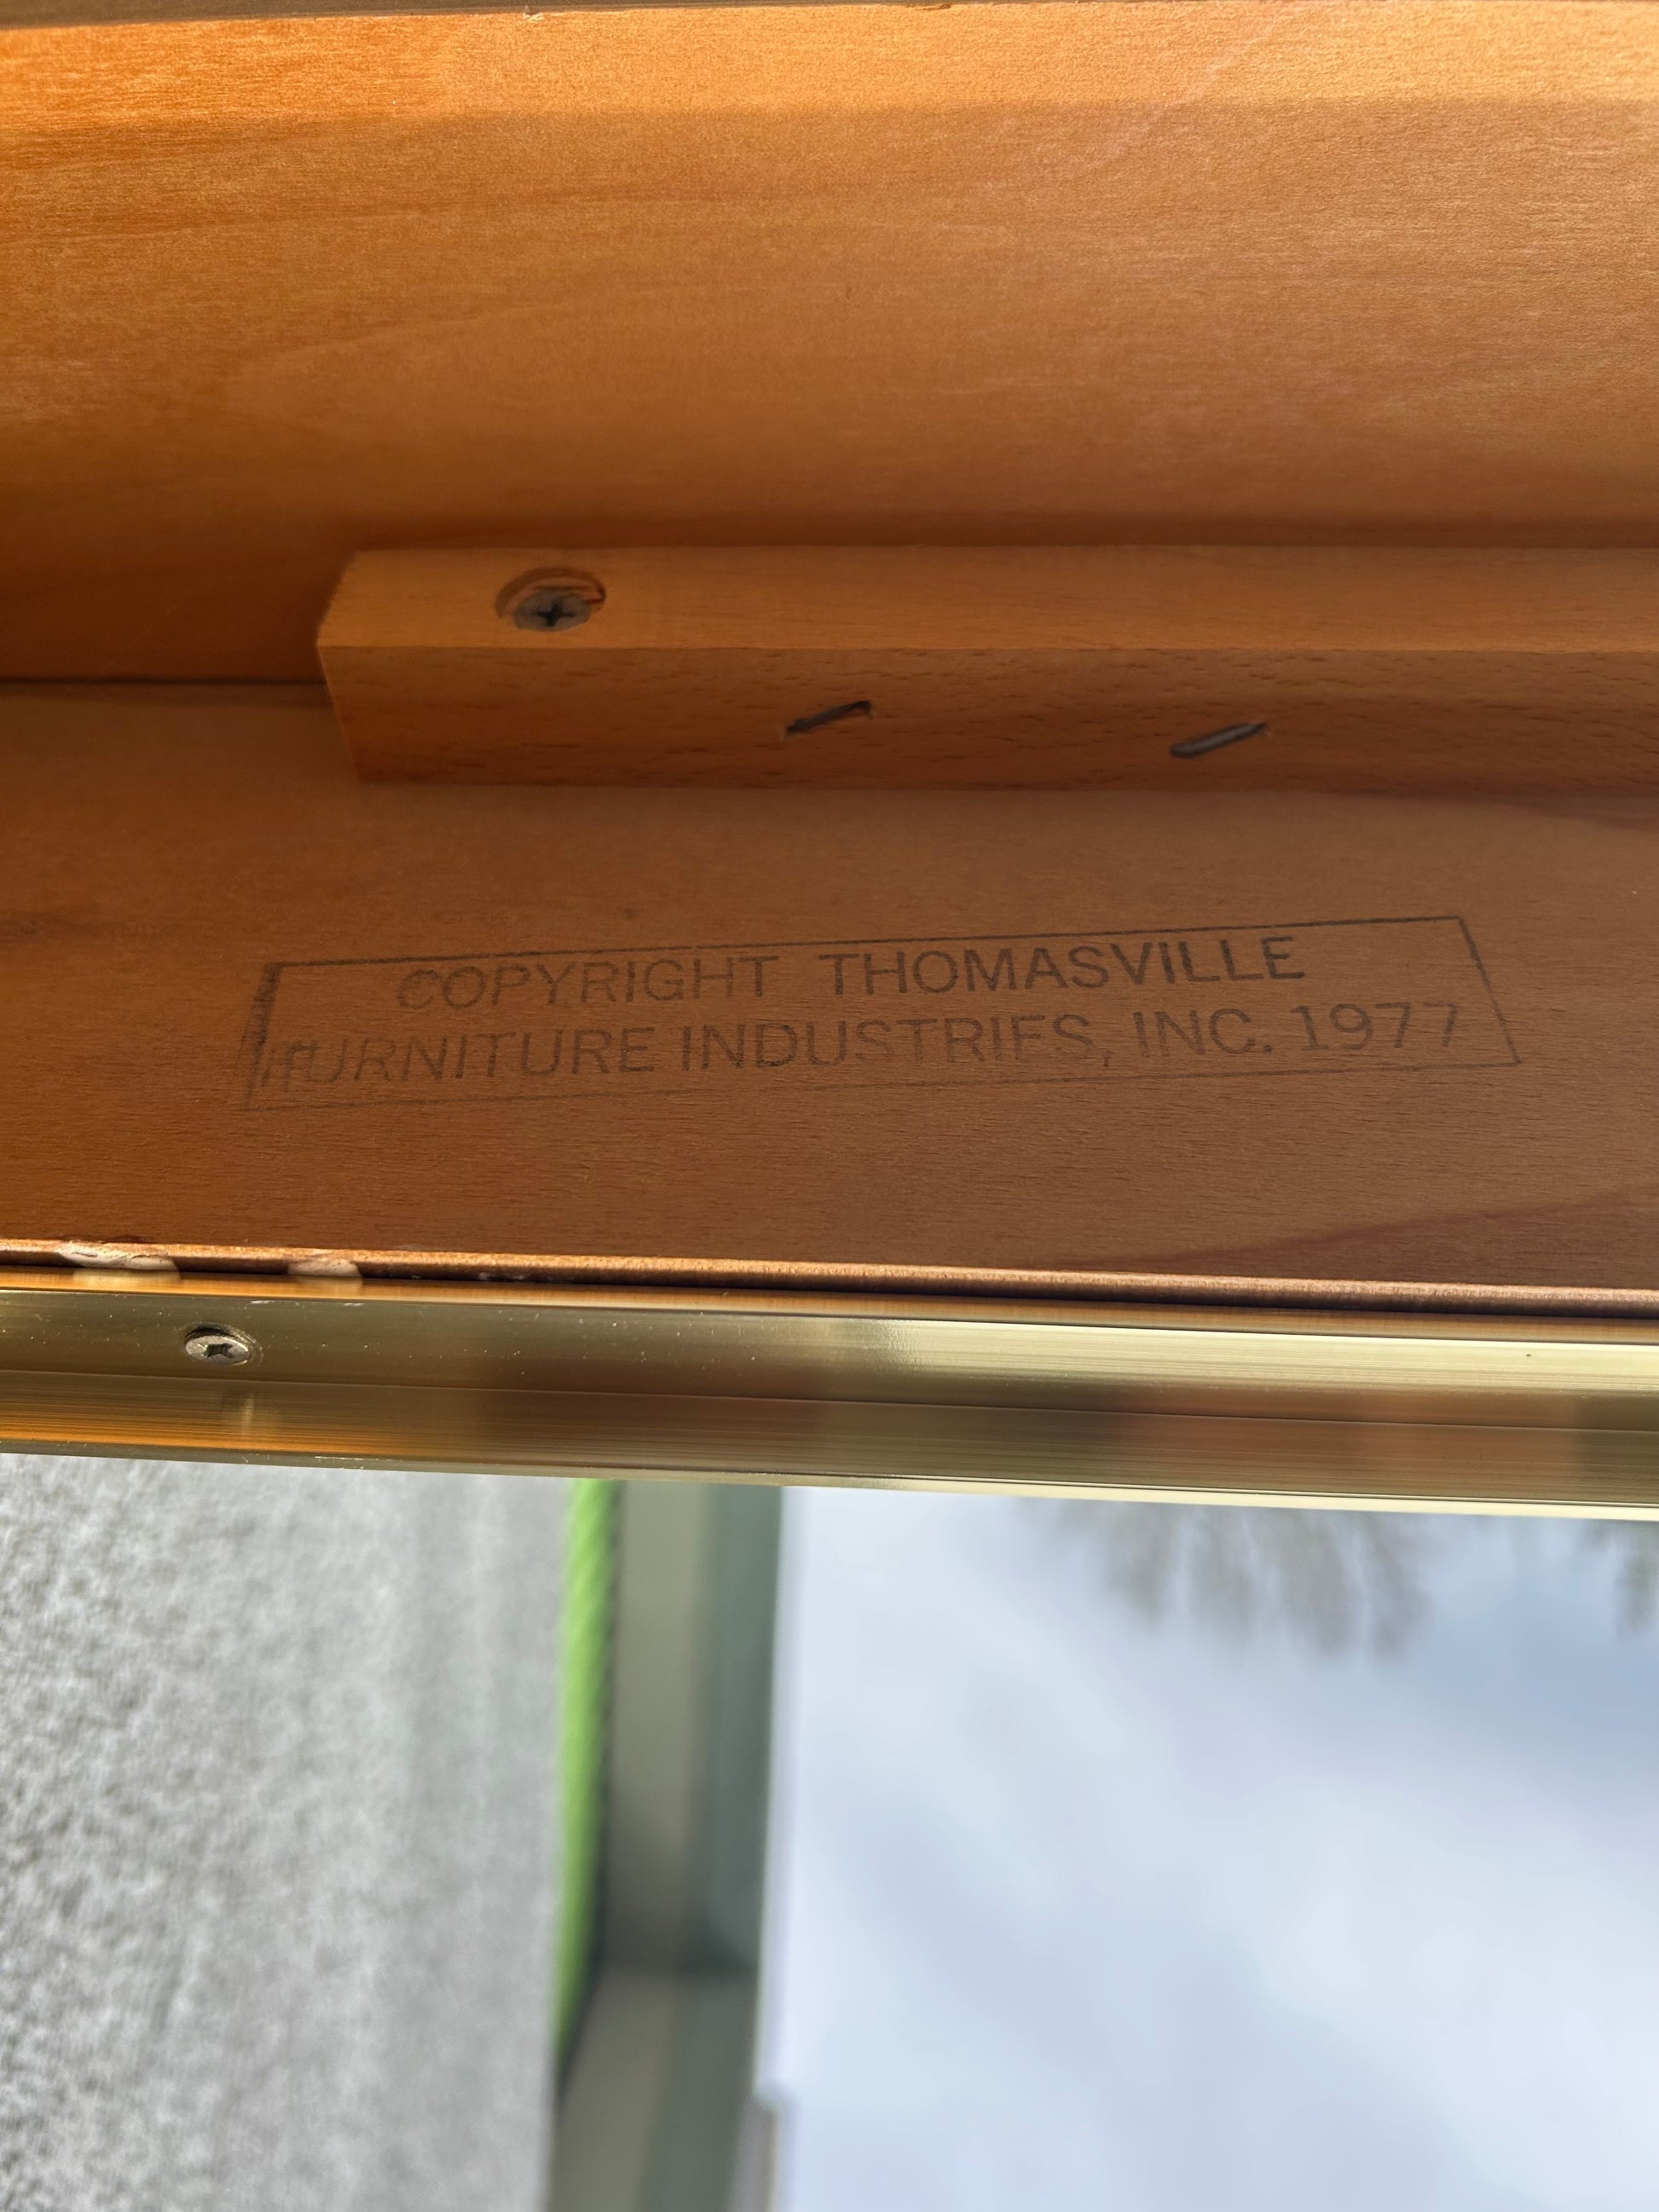 COPYRIGHT THOMASVILLE
FURNITURE INDUSTRIES, INC. 1977